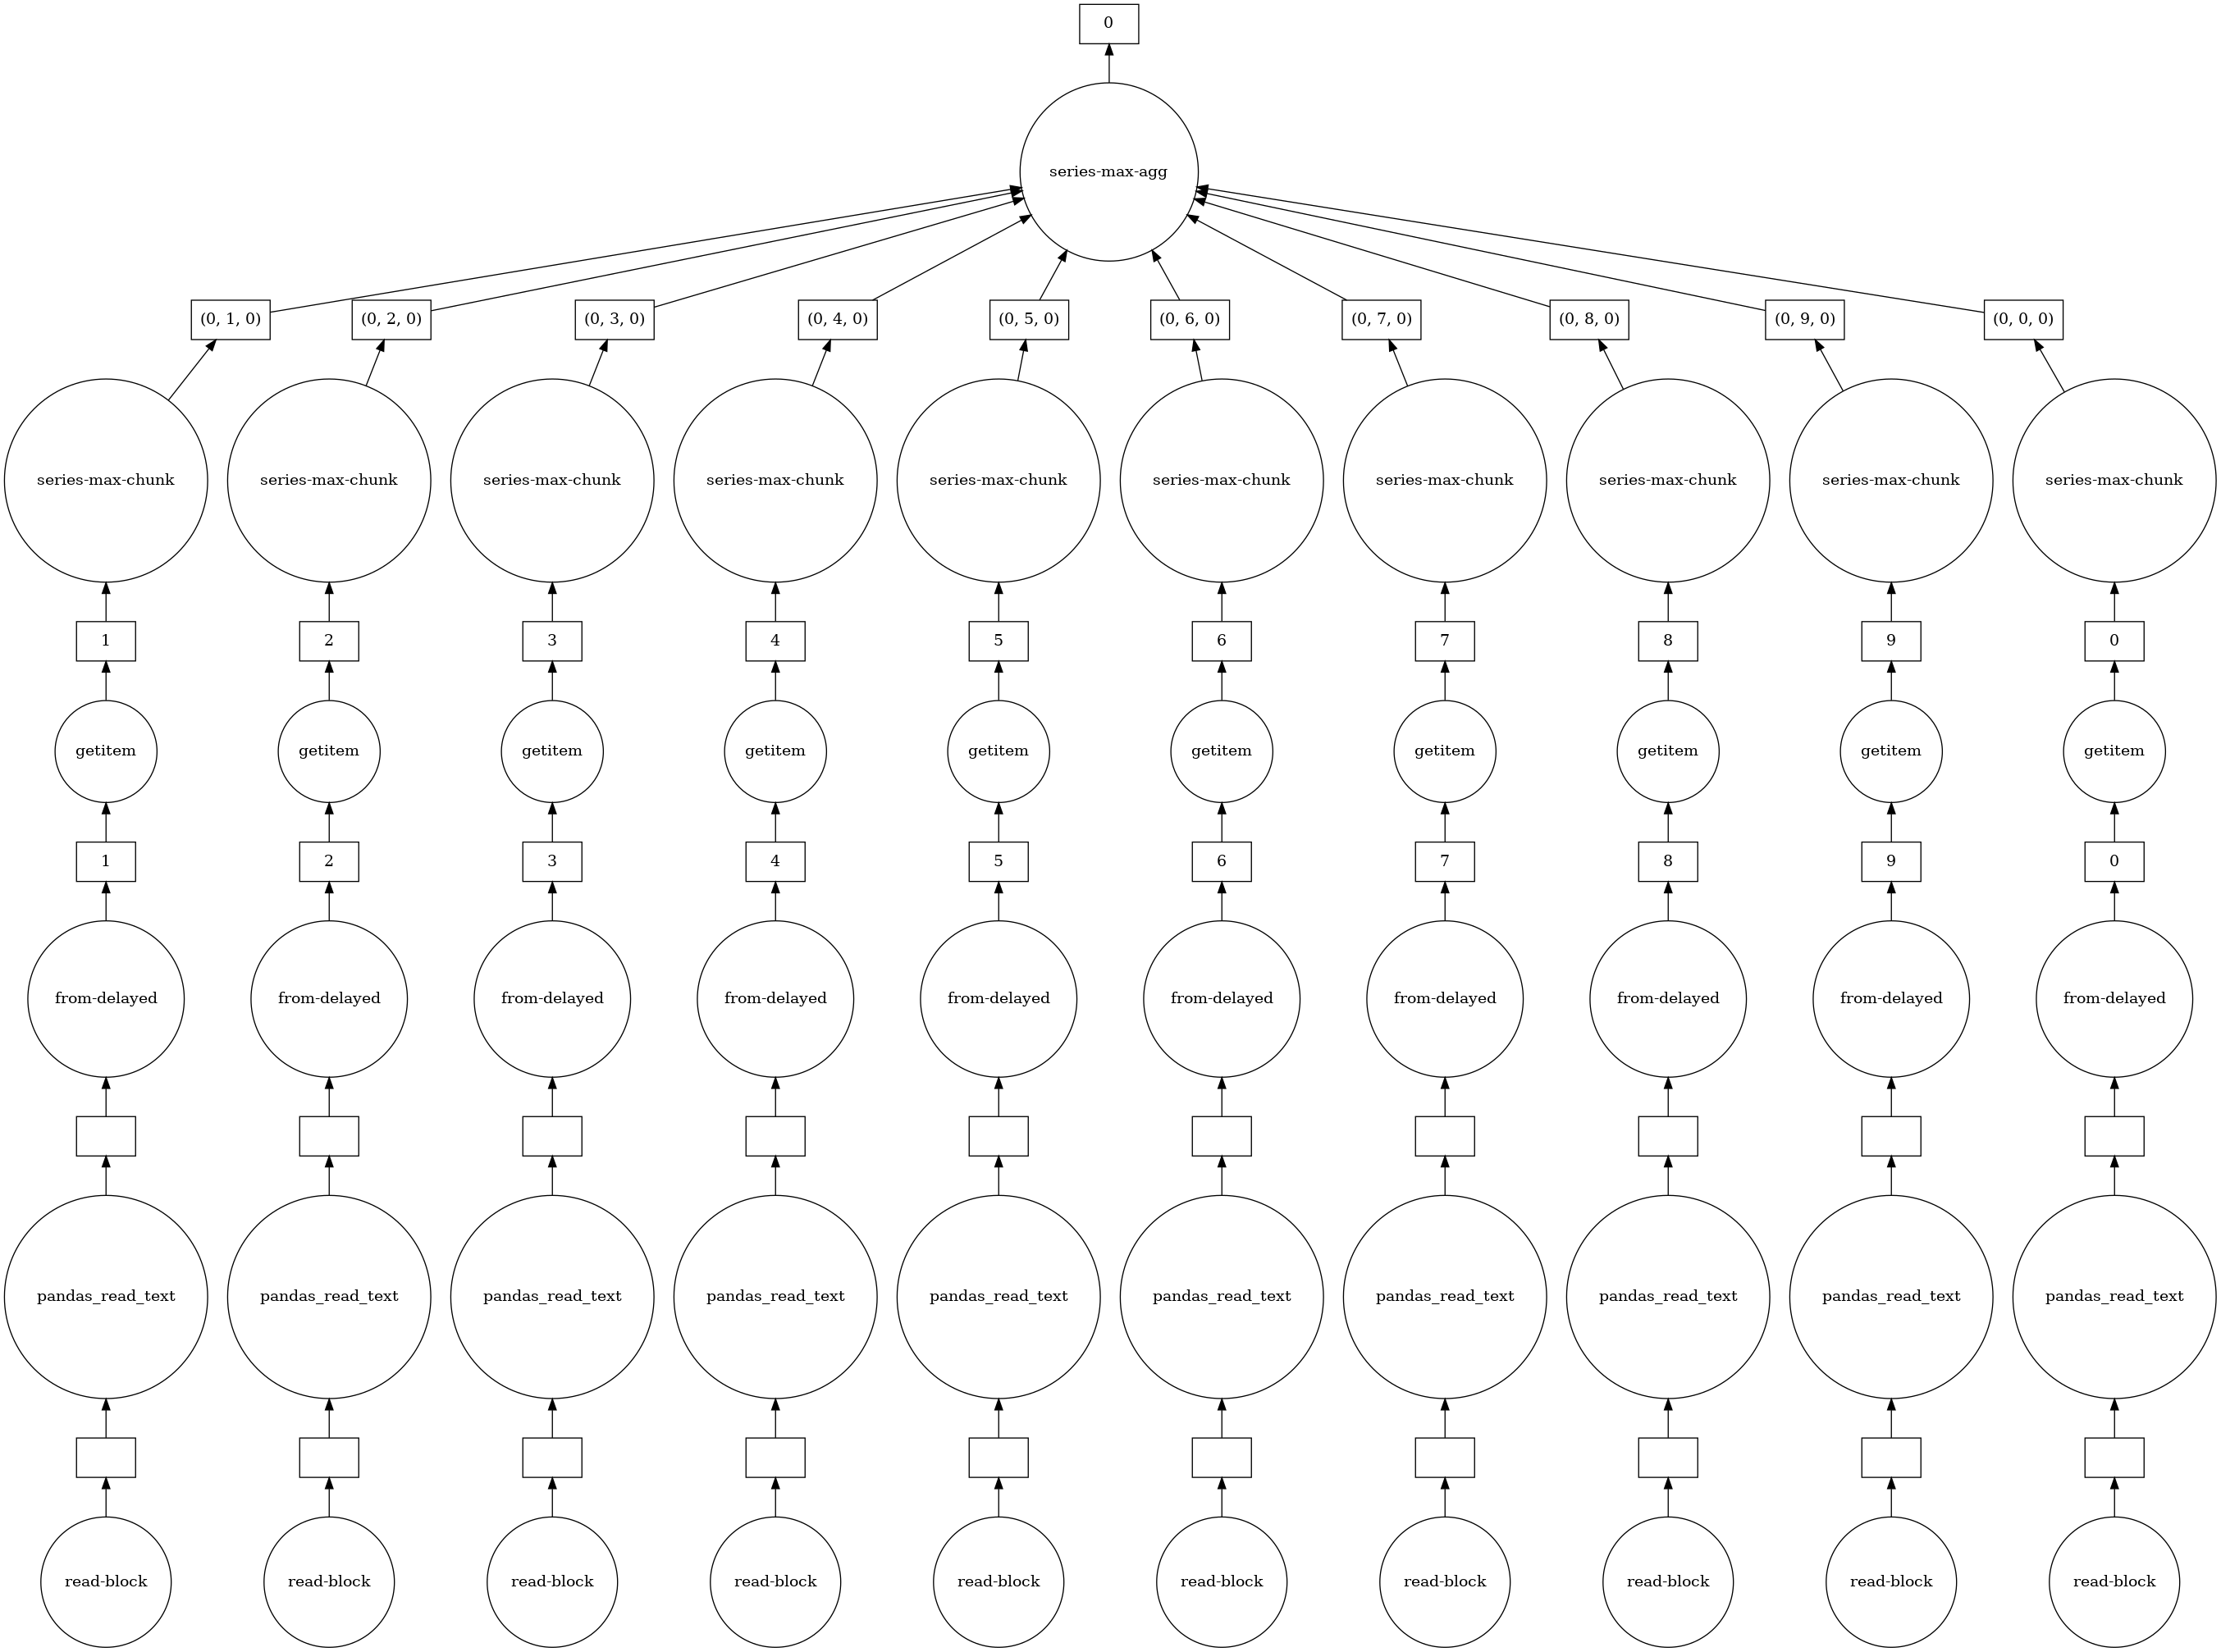 0
series-max-agg
(0, 1, 0) (0, 2, 0) (0, 3, 0) (0, 4, 0) (0, 5, 0) (0, 6, 0) (0, 7, 0) (0, 8, 0) (0, 9, 0) (0, 0, 0)
series-max-chunk series-max-chunk series-max-chunk series-max-chunk series-max-chunk series-max-chunk series-max-chunk series-max-chunk series-max-chunk series-max-chunk
1 2 3 4 5 6 7 8 9 0
getitem getitem getitem getitem getitem getitem getitem getitem getitem getitem
1 2 3 4 5 6 7 8 9 0
from-delayed from-delayed from-delayed from-delayed from-delayed from-delayed from-delayed from-delayed from-delayed from-delayed
pandas_read_text pandas_read_text pandas_read_text pandas_read_text pandas_read_text pandas_read_text pandas_read_text pandas_read_text pandas_read_text pandas_read_text
read-block read-block read-block read-block read-block read-block read-block read-block read-block read-block